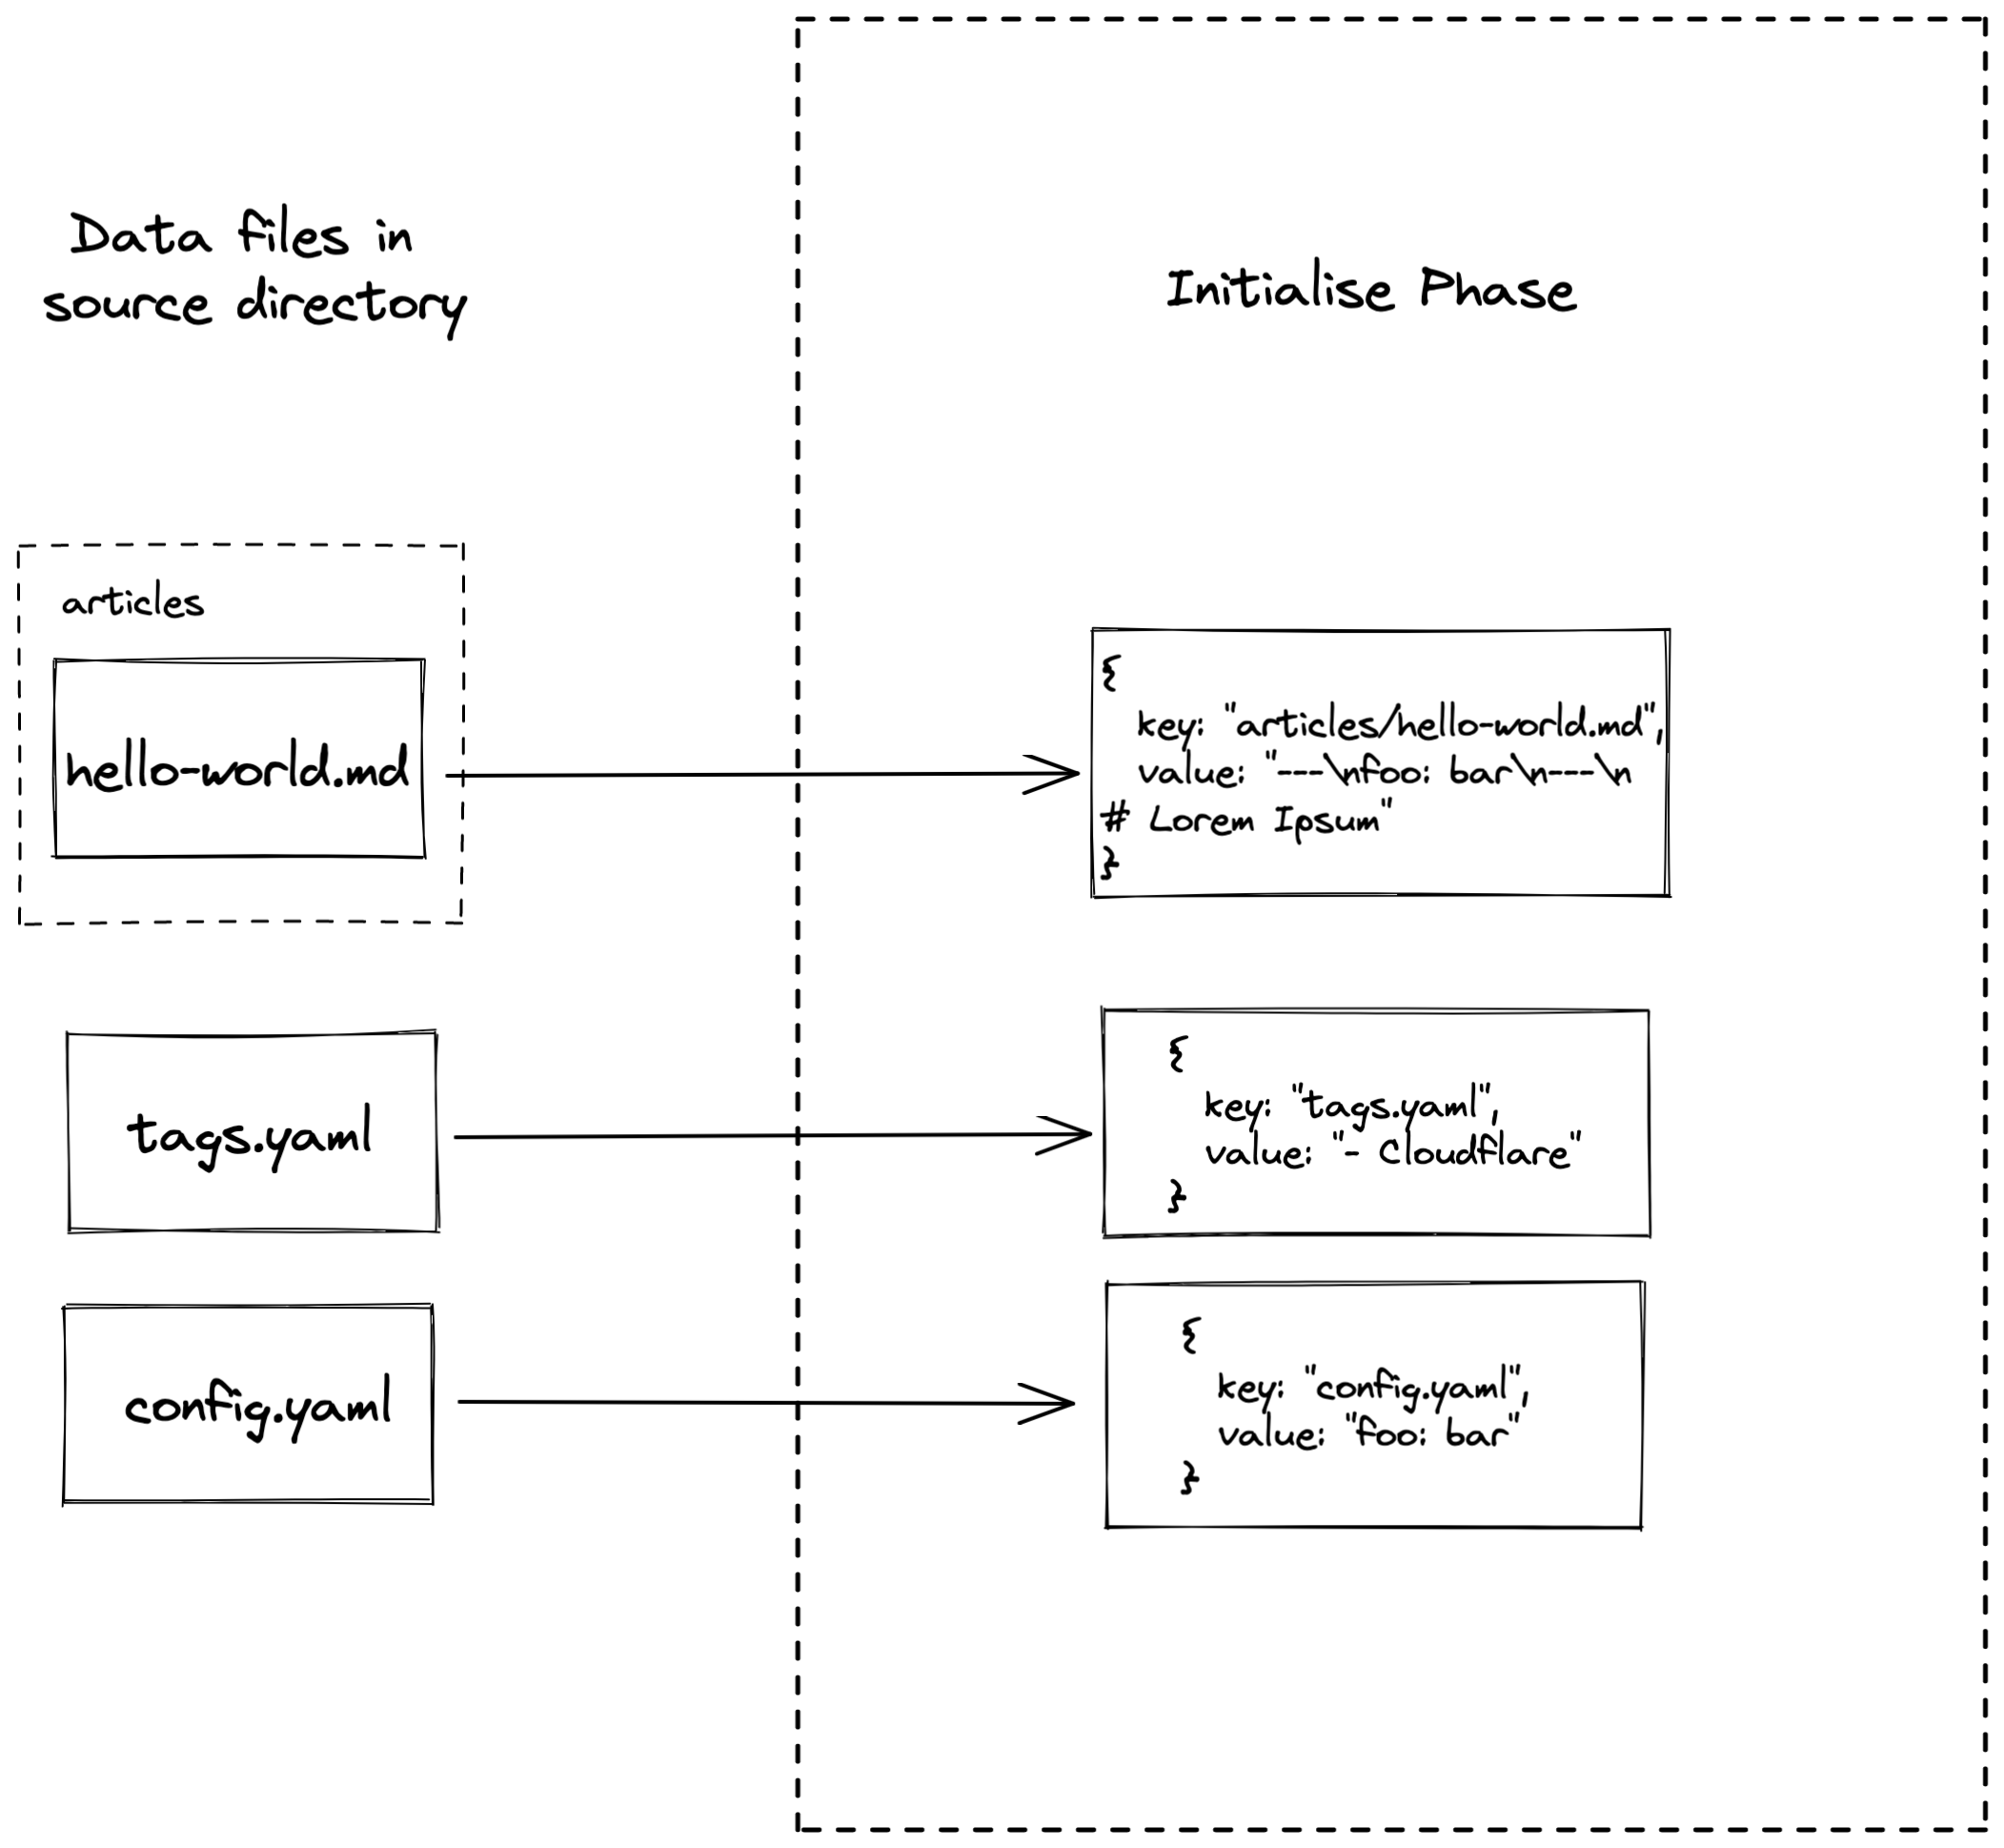 Data files in
source directory
Initialise Phase
articles
hello-world.md
{
key: "articles/hello-world.md",
value: "---\nfoo: bar\n---\n
# Lorem Ipsum"
}
tags.yaml
{
key: "tags.yaml",
value: "- Cloudflare"
}
config.yaml
{
key: "config.yaml",
value: "foo: bar"
}